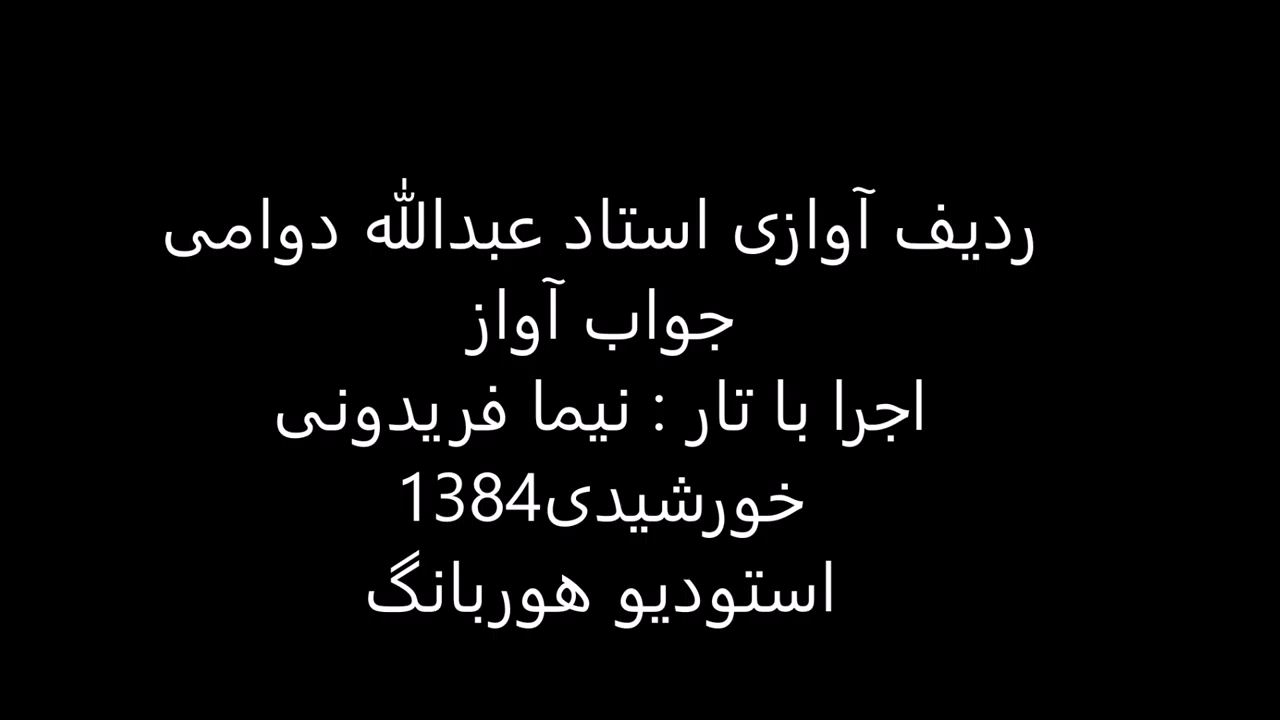 ردیف آوازی استاد عبدالله دوامی
جواب آواز
اجرا با تار : نیما فریدونی
خورشیدی1384
استودیو هوربانگ